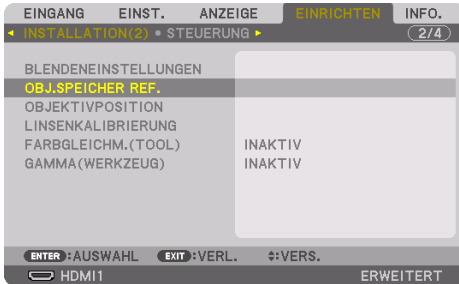 EINGANG EINST. ANZEIGE EINRICHTEN INFO.
◂ INSTALLATION(2) • STEUERUNG ▸ 2/4
BLENDENEINSTELLUNGEN
OBJ.SPEICHER REF.
OBJEKTIVPOSITION
LINSENKALIBRIERUNG
FARBGLEICHM.(TOOL) INAKTIV
GAMMA(WERKZEUG) INAKTIV
ENTER :AUSWAHL EXIT :VERL. ♦:VERS.
HDMI1 ERWEITERT